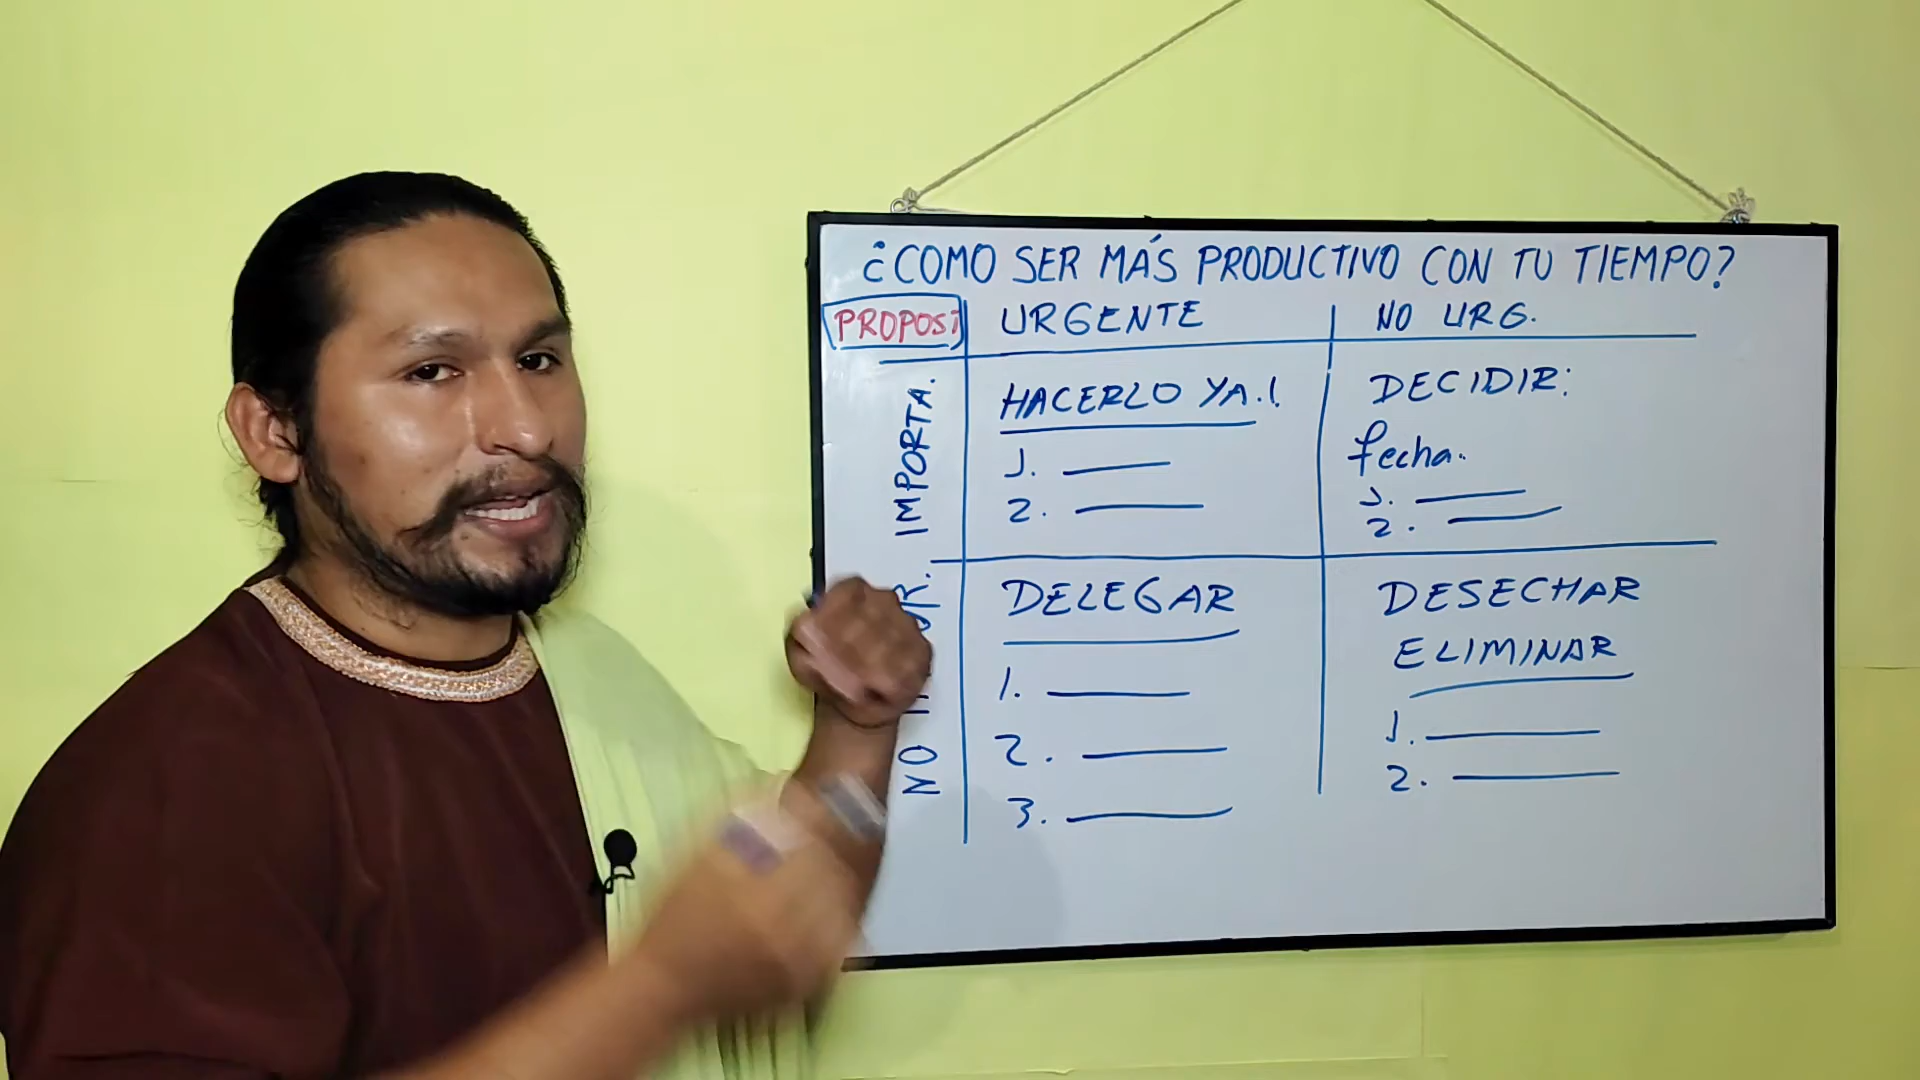 ¿COMO SER MÁS PRODUCTIVO CON TU TIEMPO?
PROPOSI
URGENTE
NO URG.
IMPORTA.
HACERLO YA.!
1.
2.
DECIDIR:
fecha.
1.
2.
NO
DELEGAR
1.
2.
3.
DESECHAR
ELIMINAR
1.
2.